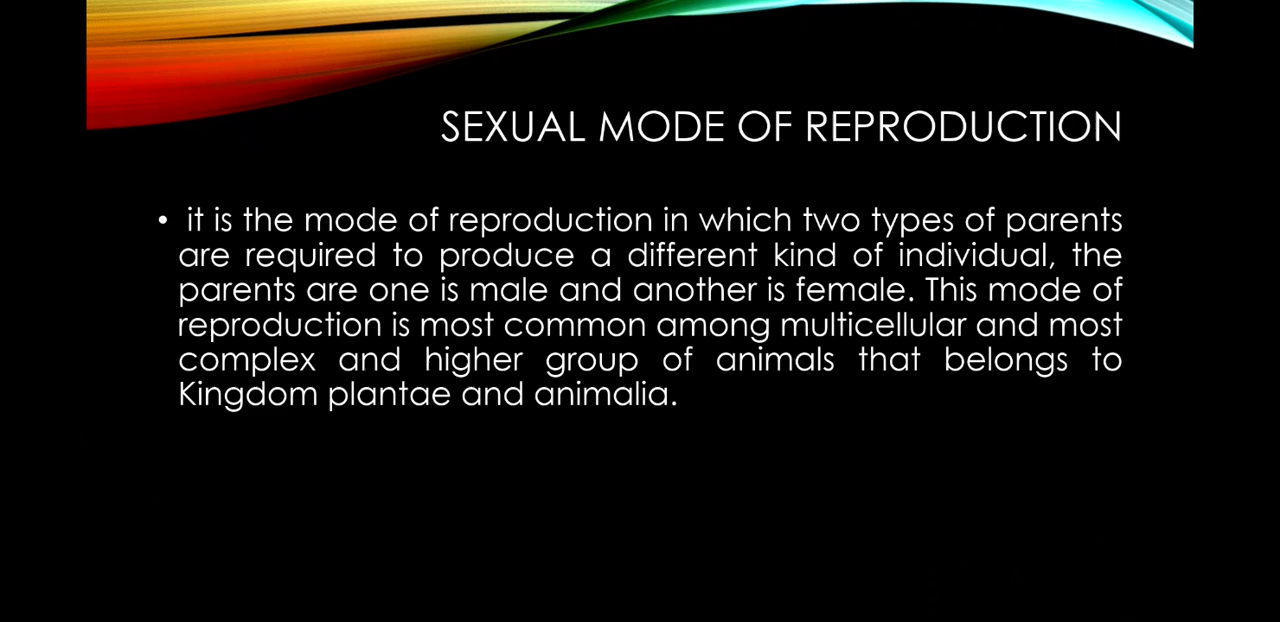 SEXUAL MODE OF REPRODUCTION
• it is the mode of reproduction in which two types of parents
are required to produce a different kind of individual, the
parents are one is male and another is female. This mode of
reproduction is most common among multicellular and most
complex and higher group of animals that belongs to
Kingdom plantae and animalia.